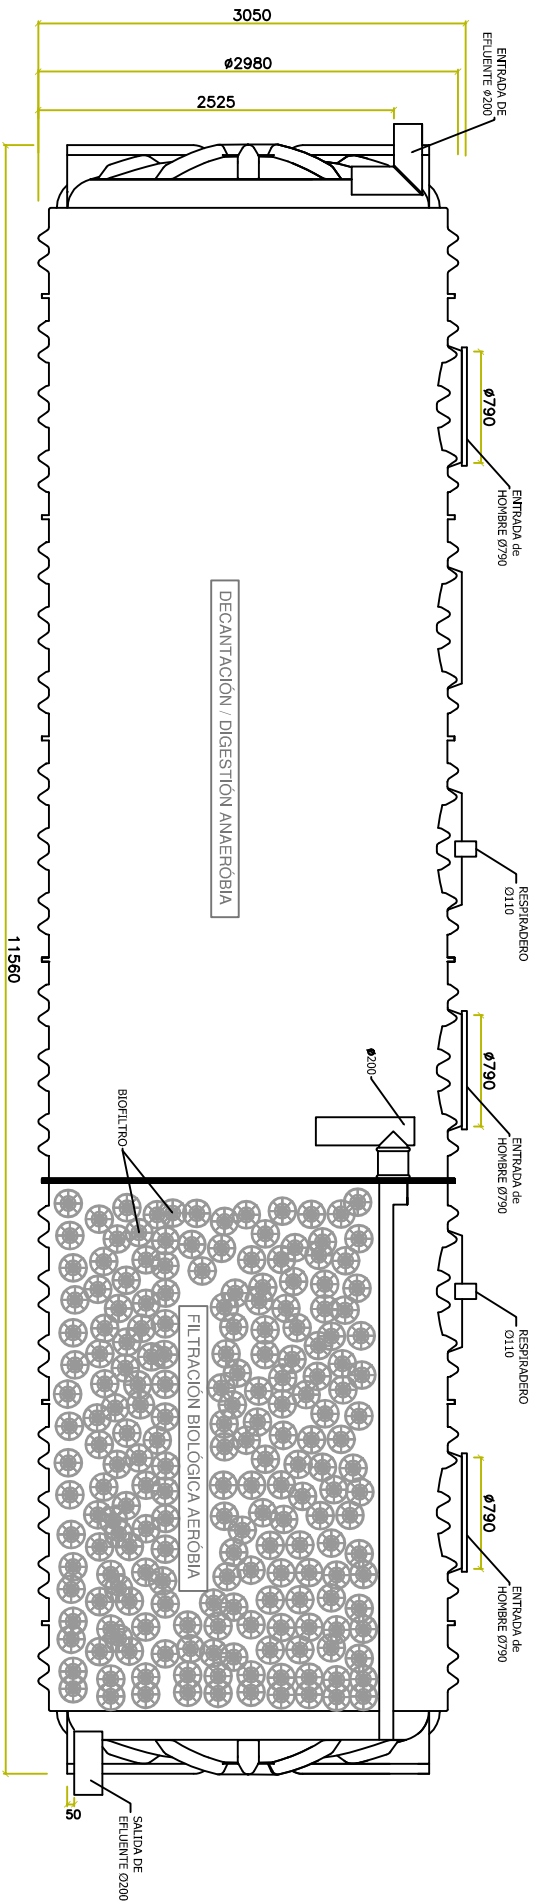 3050
ø2980
2525
ENTRADA DE
EFLUENTE ø200
ø790
ENTRADA de
HOMBRE Ø790
DECANTACIÓN / DIGESTIÓN ANAERÓBIA
RESPIRADERO
Ø110
11560
ø790
ENTRADA de
HOMBRE Ø790
ø200
BIOFILTRO
RESPIRADERO
Ø110
FILTRACIÓN BIOLÓGICA AERÓBIA
ø790
ENTRADA de
HOMBRE Ø790
50
SALIDA DE
EFLUENTE Ø200